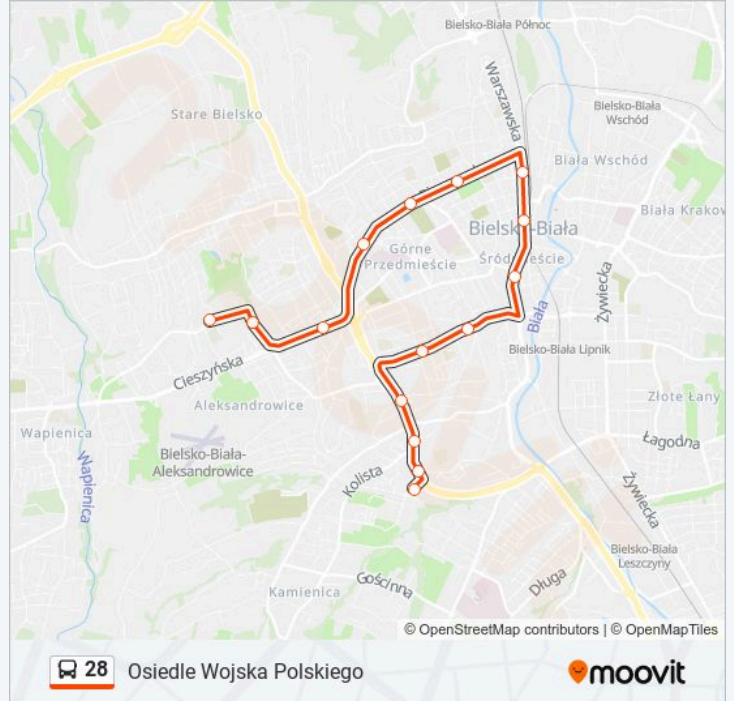 Bielsko-Biała Północ
Warszawska
Stare Bielsko
Bielsko-Biała
Wschód
Biała Wschód
Biała Krakow
Bielsko-Biała
Górne
Przedmieście
Śródmieście
Żywiecka
Biała
Bielsko-Biała Lipnik
Cieszyńska
Złote Łany
Aleksandrowice
Wapienica
Łagodna
Bielsko-Biała-
Aleksandrowice
Wapienica
Kolista
Żywiecka
Bielsko-Biała
Leszczyny
Długa
Gościnna
Kamienica
© OpenStreetMap contributors | © OpenMapTiles
28 Osiedle Wojska Polskiego
moovit